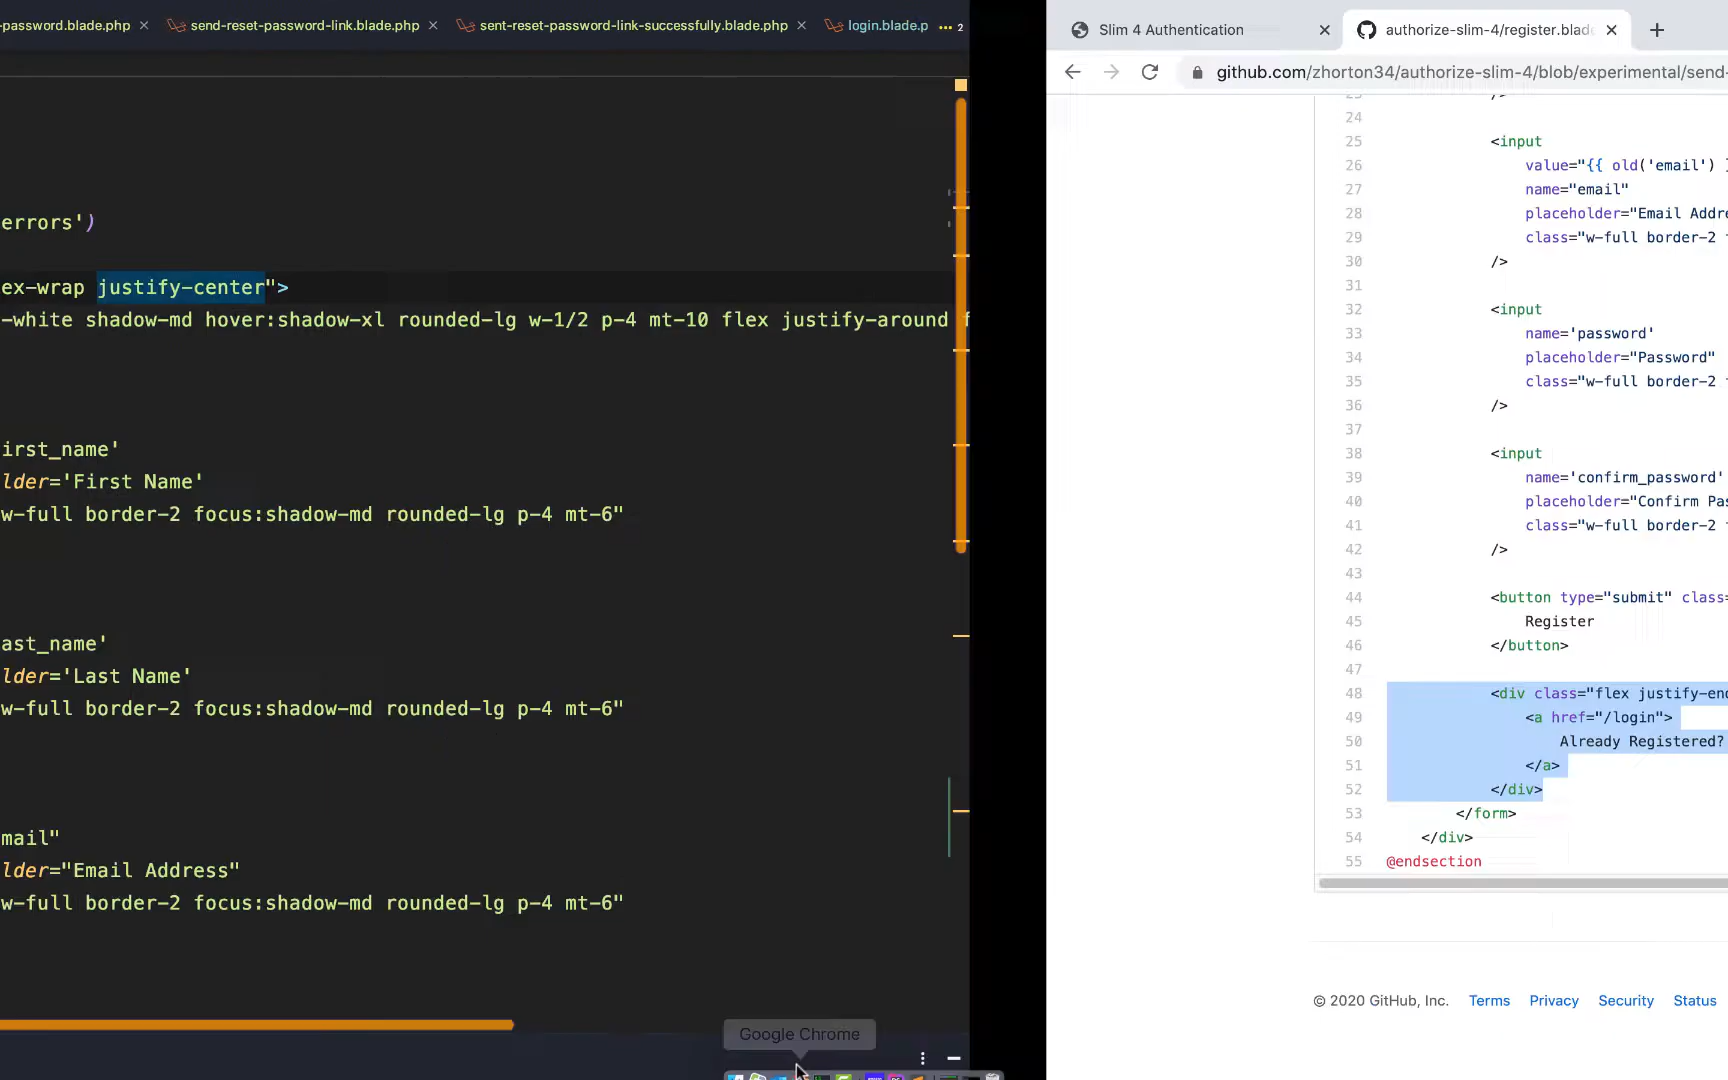 -password.blade.php
send-reset-password-link.blade.php
sent-reset-password-link-successfully.blade.php
login.blade.p
2
errors')
ex-wrap justify-center">
-white shadow-md hover:shadow-xl rounded-lg w-1/2 p-4 mt-10 flex justify-around f
irst_name'
lder='First Name'
w-full border-2 focus:shadow-md rounded-lg p-4 mt-6"
ast_name'
lder='Last Name'
w-full border-2 focus:shadow-md rounded-lg p-4 mt-6"
mail"
lder="Email Address"
w-full border-2 focus:shadow-md rounded-lg p-4 mt-6"
Google Chrome
Slim 4 Authentication
authorize-slim-4/register.blade
github.com/zhorton34/authorize-slim-4/blob/experimental/send-
23 />
24
25 <input
26 value="{{ old('email') }
27 name="email"
28 placeholder="Email Addre
29 class="w-full border-2
30 />
31
32 <input
33 name='password'
34 placeholder="Password"
35 class="w-full border-2
36 />
37
38 <input
39 name='confirm_password'
40 placeholder="Confirm Pas
41 class="w-full border-2
42 />
43
44 <button type="submit" class=
45 Register
46 </button>
47
48 <div class="flex justify-end
49 <a href="/login">
50 Already Registered?
51 </a>
52 </div>
53 </form>
54 </div>
55 @endsection
© 2020 GitHub, Inc. Terms Privacy Security Status